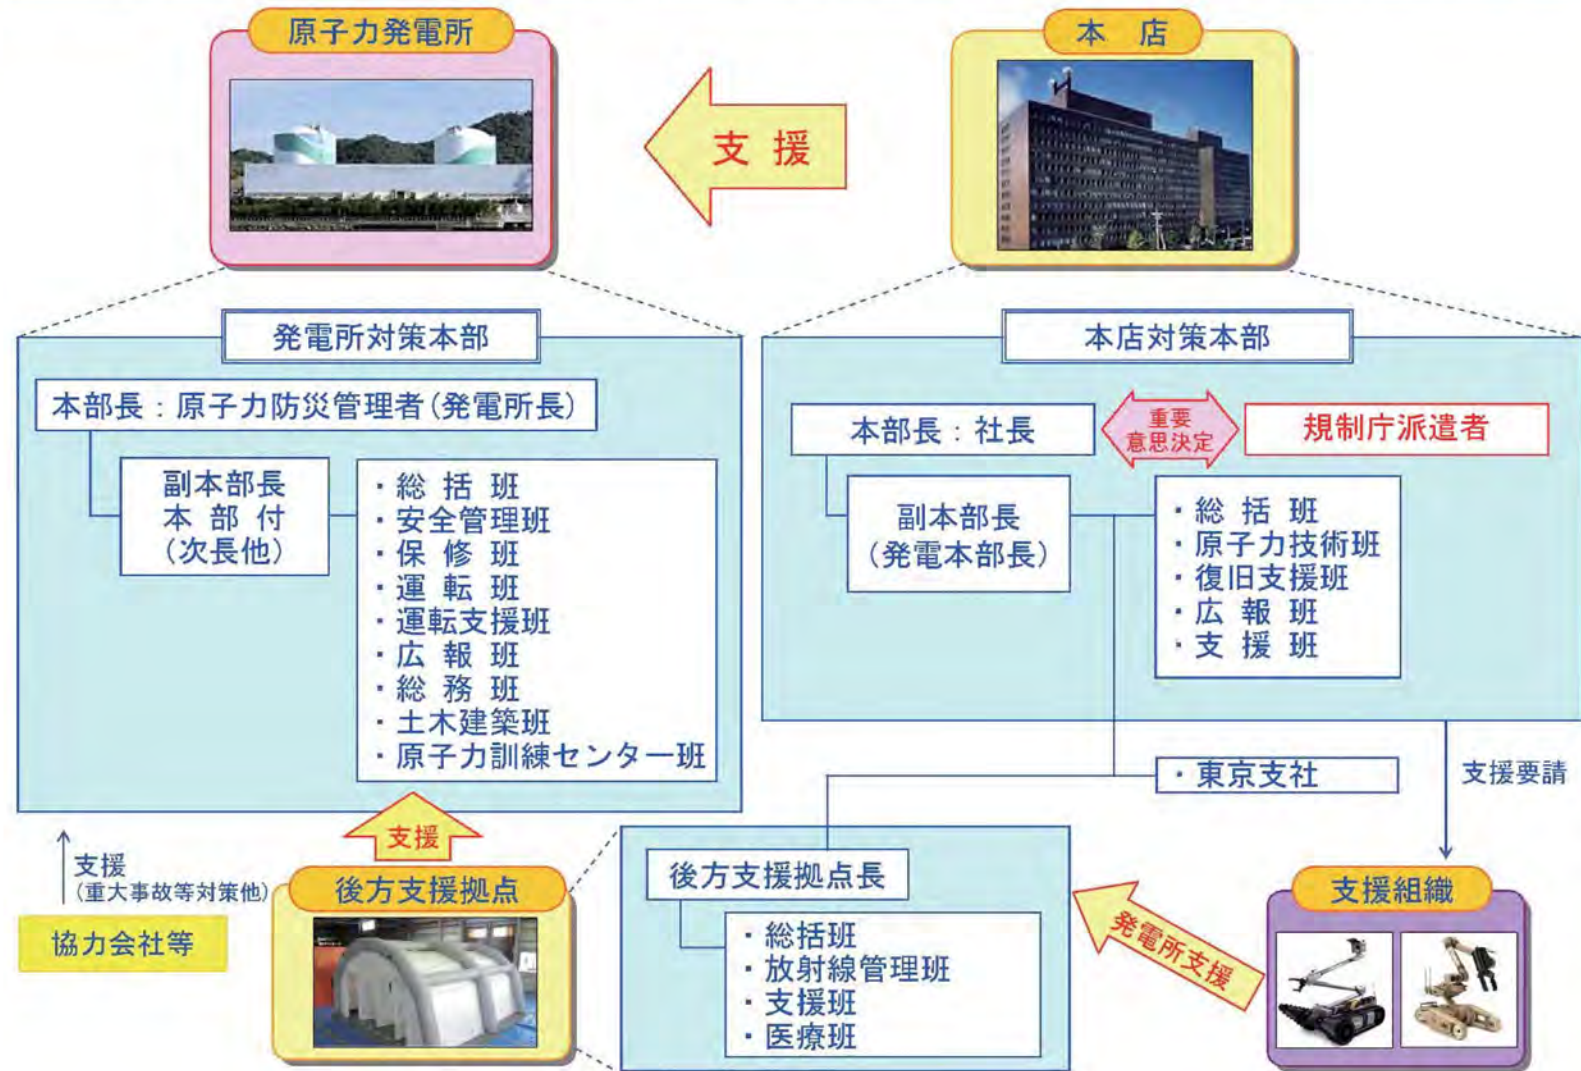 原子力発電所
本 店
支 援
発電所対策本部
本部長：原子力防災管理者(発電所長)
副本部長
本 部 付
(次長他)
・総 括 班
・安全管理班
・保 修 班
・運 転 班
・運転支援班
・広 報 班
・総 務 班
・土木建築班
・原子力訓練センター班
本店対策本部
本部長：社長
重要
意思決定
規制庁派遣者
副本部長
(発電本部長)
・総 括 班
・原子力技術班
・復旧支援班
・広 報 班
・支 援 班
・東京支社
支援要請
支援
支援
(重大事故等対策他)
協力会社等
後方支援拠点
後方支援拠点長
・総括班
・放射線管理班
・支援班
・医療班
発電所支援
支援組織